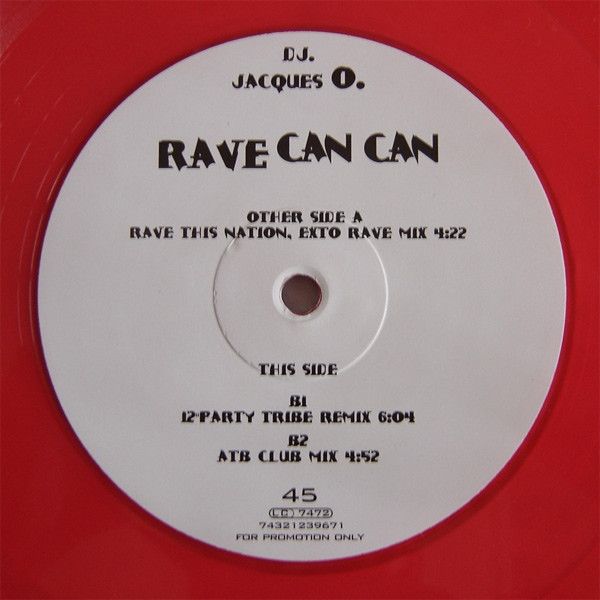 DJ.
JACQUES O.
RAVE CAN CAN
OTHER SIDE A
RAVE THIS NATION, EXTO RAVE MIX 4:22
THIS SIDE
B1
12"PARTY TRIBE REMIX 6:04
B2
ATB CLUB MIX 4:52
45
LC 7472
74321239671
FOR PROMOTION ONLY